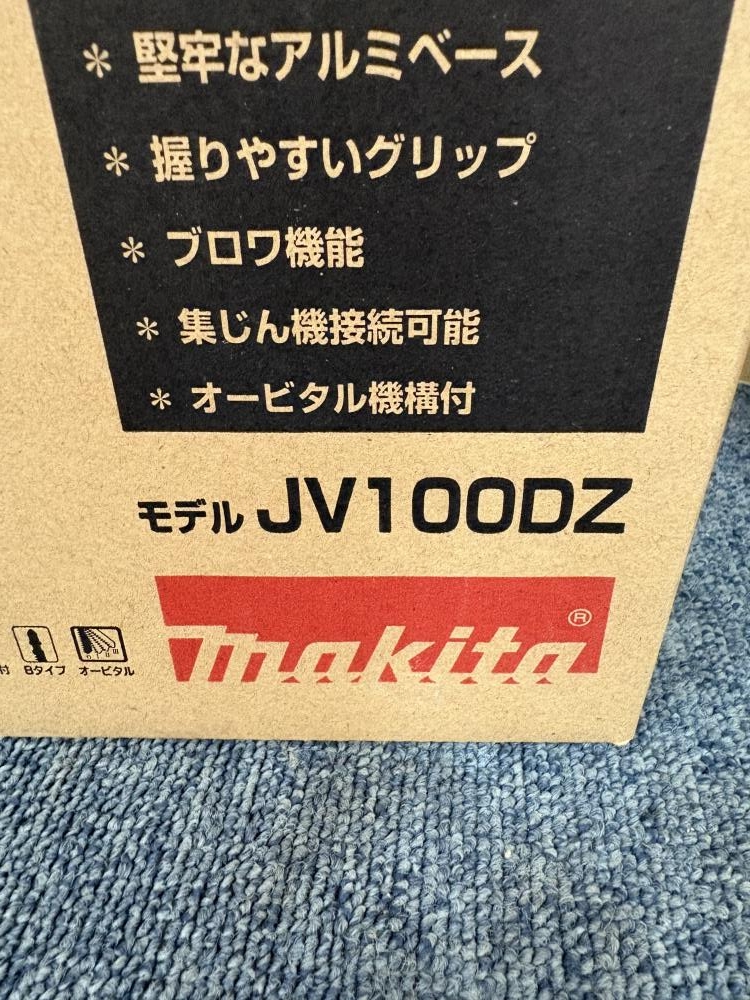 * 堅牢なアルミベース
* 握りやすいグリップ
* ブロワ機能
* 集じん機接続可能
* オービタル機構付
モデル JV100DZ
makita®
付 Bタイプ オービタル